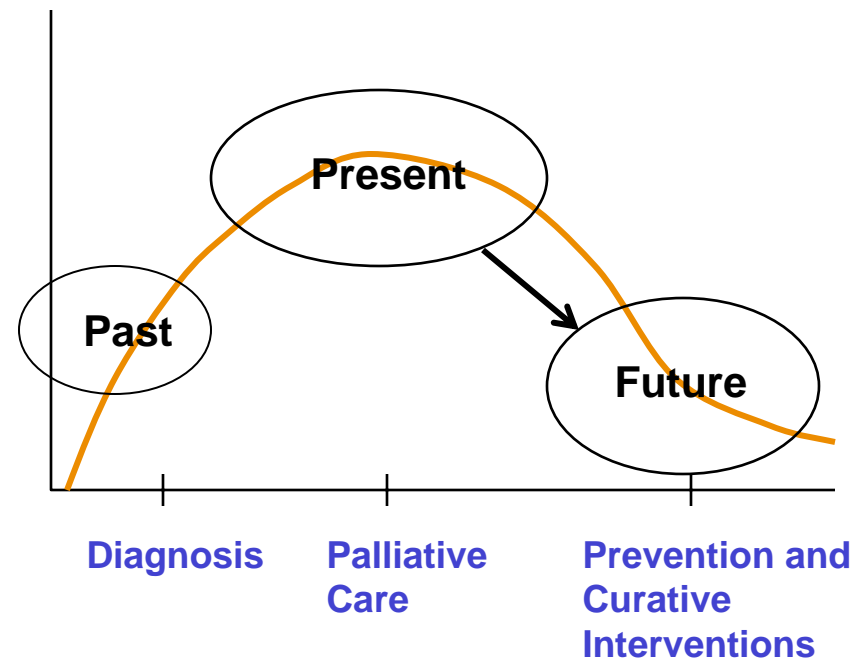 Present
Past
Future
Diagnosis
Palliative
Care
Prevention and
Curative
Interventions